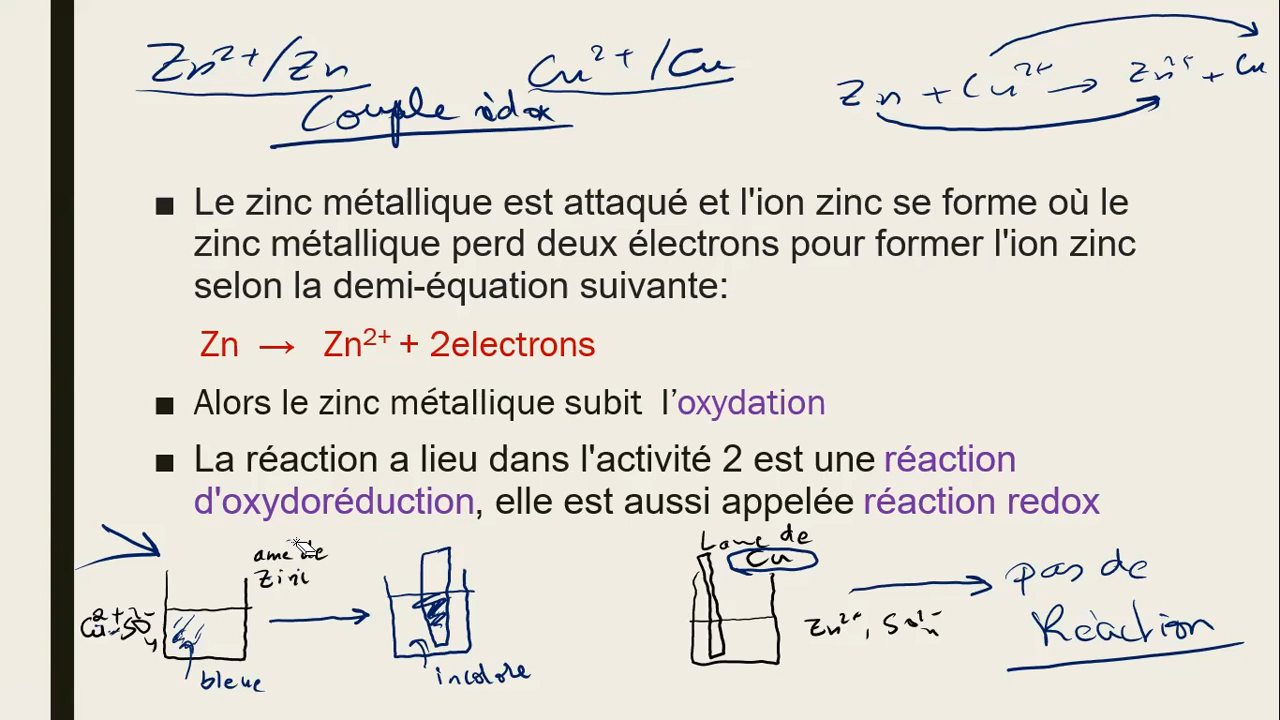 Zn²⁺/Zn Cu²⁺/Cu
Couple rédox
Zn + Cu²⁺ → Zn²⁺ + Cu
■ Le zinc métallique est attaqué et l'ion zinc se forme où le
zinc métallique perd deux électrons pour former l'ion zinc
selon la demi-équation suivante:
Zn → Zn²⁺ + 2electrons
■ Alors le zinc métallique subit l’oxydation
■ La réaction a lieu dans l'activité 2 est une réaction
d'oxydoréduction, elle est aussi appelée réaction redox
ame de
Zinc
bleue
incolore
Lame de
Cu
Zn²⁺, SO₄²⁻
pas de
Réaction